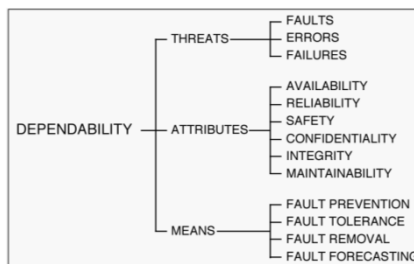 DEPENDABILITY
THREATS
FAULTS
ERRORS
FAILURES
ATTRIBUTES
AVAILABILITY
RELIABILITY
SAFETY
CONFIDENTIALITY
INTEGRITY
MAINTAINABILITY
MEANS
FAULT PREVENTION
FAULT TOLERANCE
FAULT REMOVAL
FAULT FORECASTING